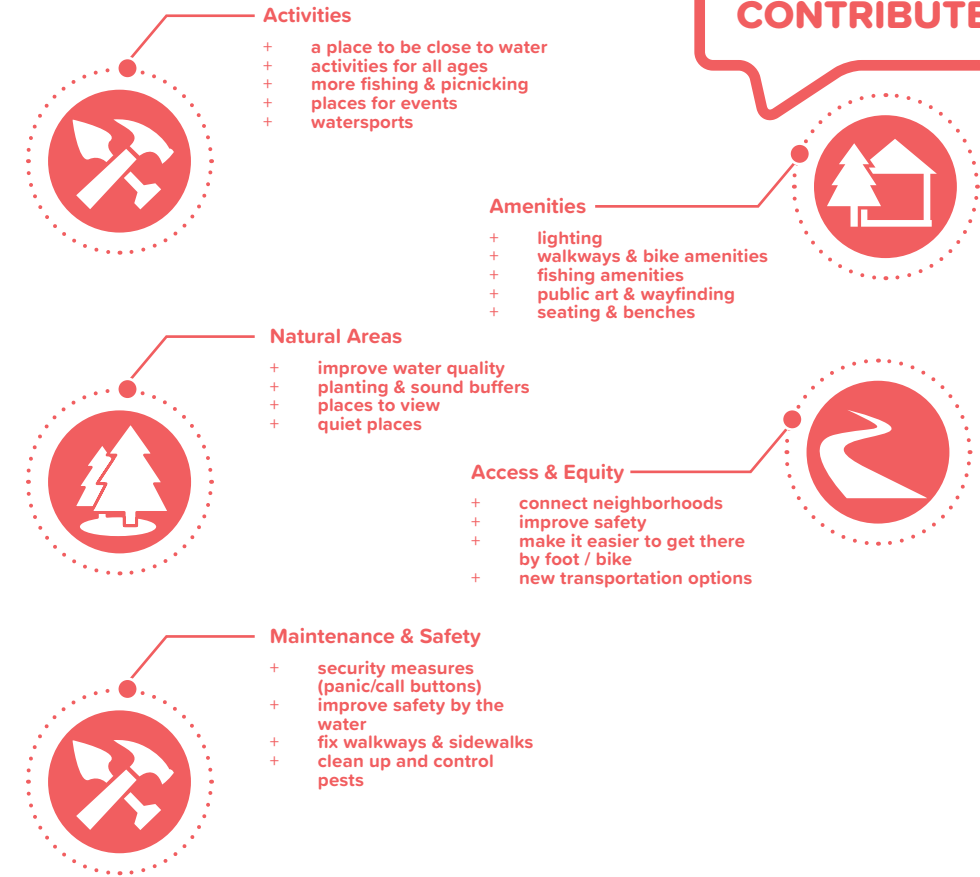 CONTRIBUTE
Activities
+ a place to be close to water
+ activities for all ages
+ more fishing & picnicking
+ places for events
+ watersports
Amenities
+ lighting
+ walkways & bike amenities
+ fishing amenities
+ public art & wayfinding
+ seating & benches
Natural Areas
+ improve water quality
+ planting & sound buffers
+ places to view
+ quiet places
Access & Equity
+ connect neighborhoods
+ improve safety
+ make it easier to get there
by foot / bike
+ new transportation options
Maintenance & Safety
+ security measures
(panic/call buttons)
+ improve safety by the
water
+ fix walkways & sidewalks
+ clean up and control
pests